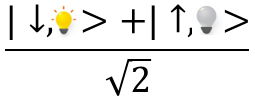 |↓,💡> +|↑, >
√2